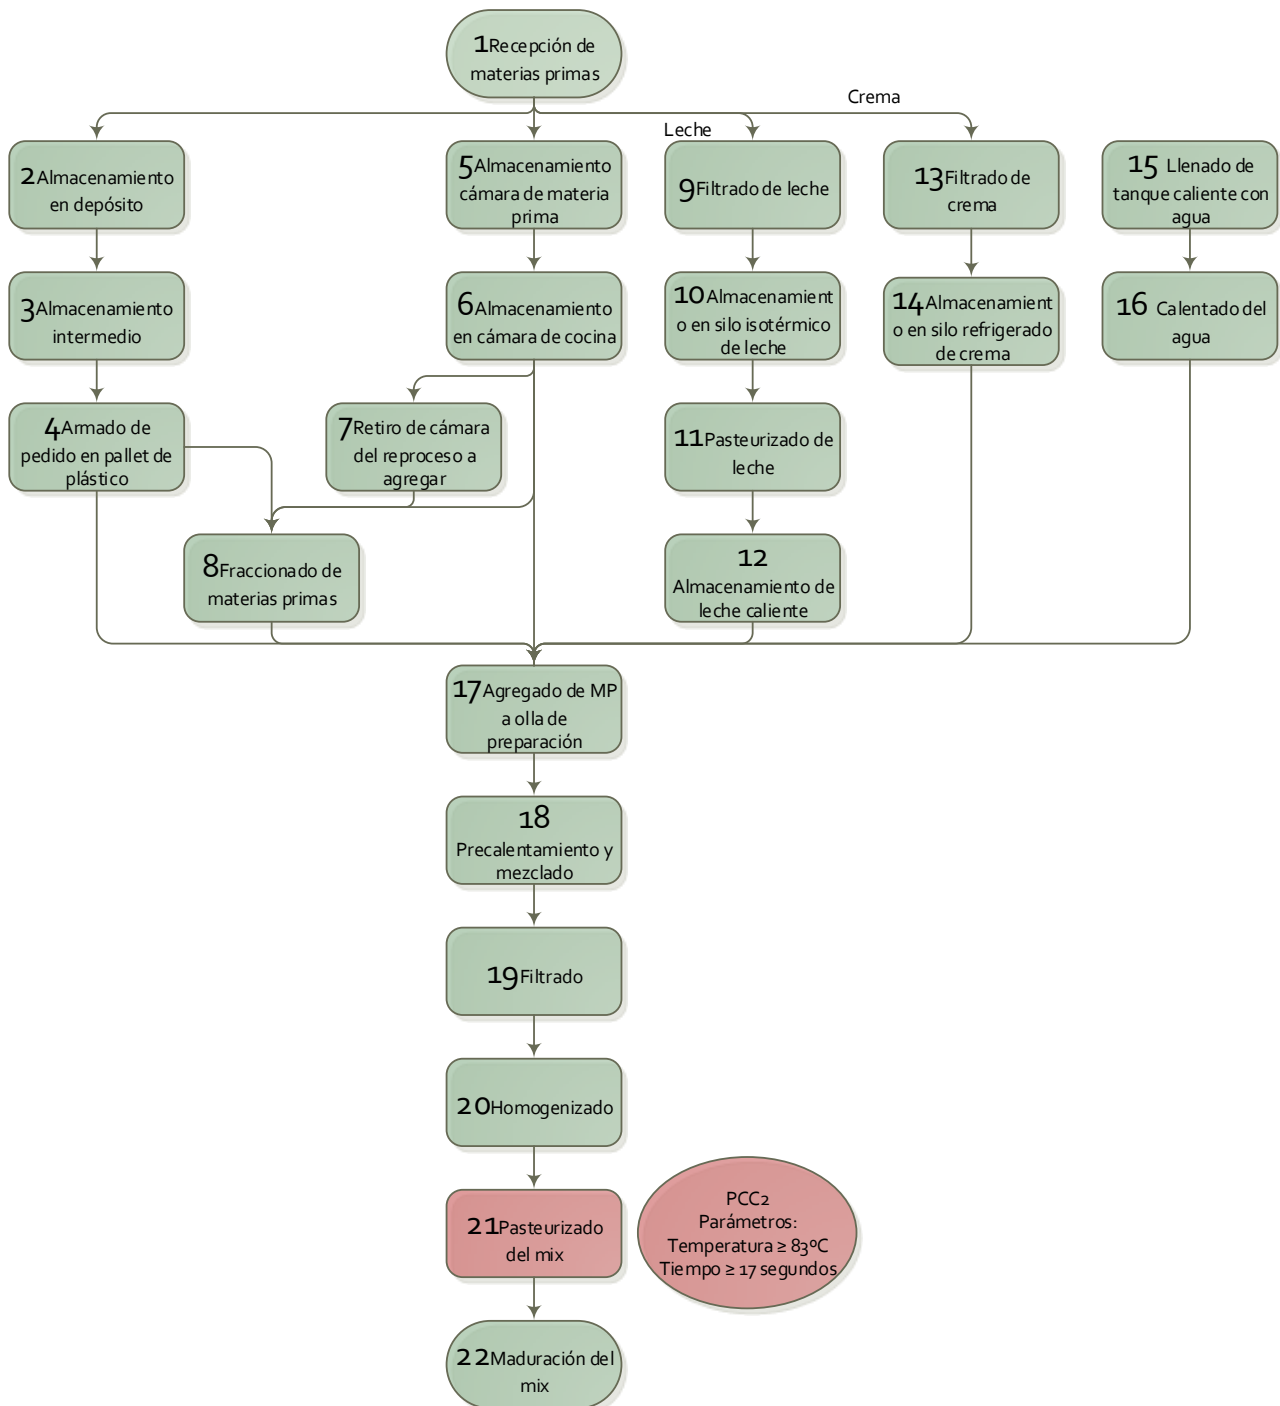 1Recepción de
materias primas
Crema
Leche
2Almacenamiento
en depósito
5Almacenamiento
cámara de materia
prima
9Filtrado de leche
13Filtrado de
crema
15 Llenado de
tanque caliente con
agua
3Almacenamiento
intermedio
6Almacenamiento
en cámara de cocina
10Almacenamient
o en silo isotérmico
de leche
14Almacenamient
o en silo refrigerado
de crema
16 Calentado del
agua
4Armado de
pedido en pallet de
plástico
7Retiro de cámara
del reproceso a
agregar
11Pasteurizado de
leche
8Fraccionado de
materias primas
12
Almacenamiento de
leche caliente
17Agregado de MP
a olla de
preparación
18
Precalentamiento y
mezclado
19Filtrado
20Homogenizado
21Pasteurizado
del mix
PCC2
Parámetros:
Temperatura ≥ 83ºC
Tiempo ≥ 17 segundos
22Maduración del
mix